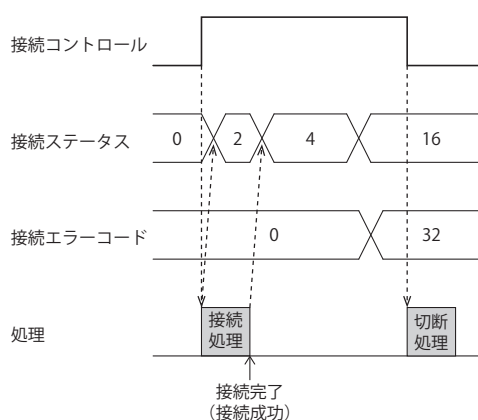 接続コントロール
接続ステータス 0 2 4 16
接続エラーコード 0 32
処理
接続
処理
切断
処理
接続完了
（接続成功）